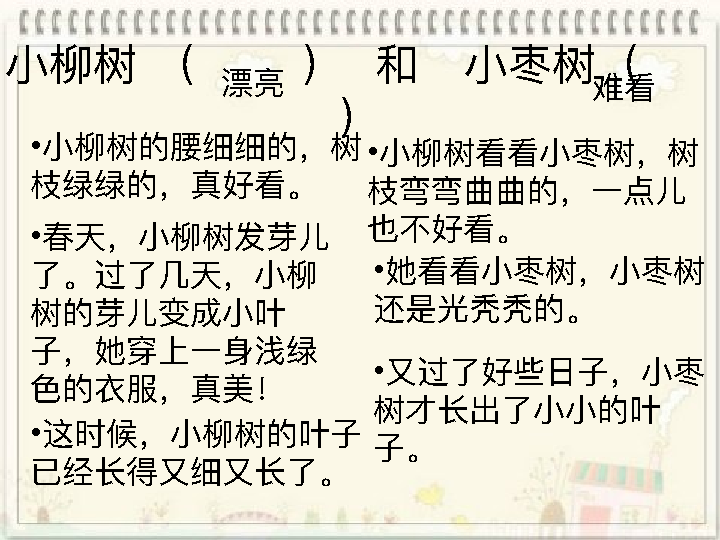 小柳树 （ 漂亮 ） 和 小枣树（ 难看
）
•小柳树的腰细细的，树
枝绿绿的，真好看。
•春天，小柳树发芽儿
了。过了几天，小柳
树的芽儿变成小叶
子，她穿上一身浅绿
色的衣服，真美！
•这时候，小柳树的叶子
已经长得又细又长了。
•小柳树看看小枣树，树
枝弯弯曲曲的，一点儿
也不好看。
•她看看小枣树，小枣树
还是光秃秃的。
•又过了好些日子，小枣
树才长出了小小的叶
子。